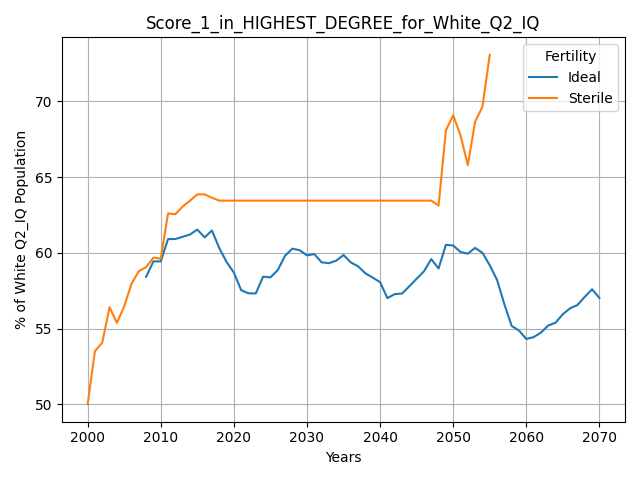 Score_1_in_HIGHEST_DEGREE_for_White_Q2_IQ
% of White Q2_IQ Population
70
65
60
55
50
Fertility
Ideal
Sterile
2000 2010 2020 2030 2040 2050 2060 2070
Years